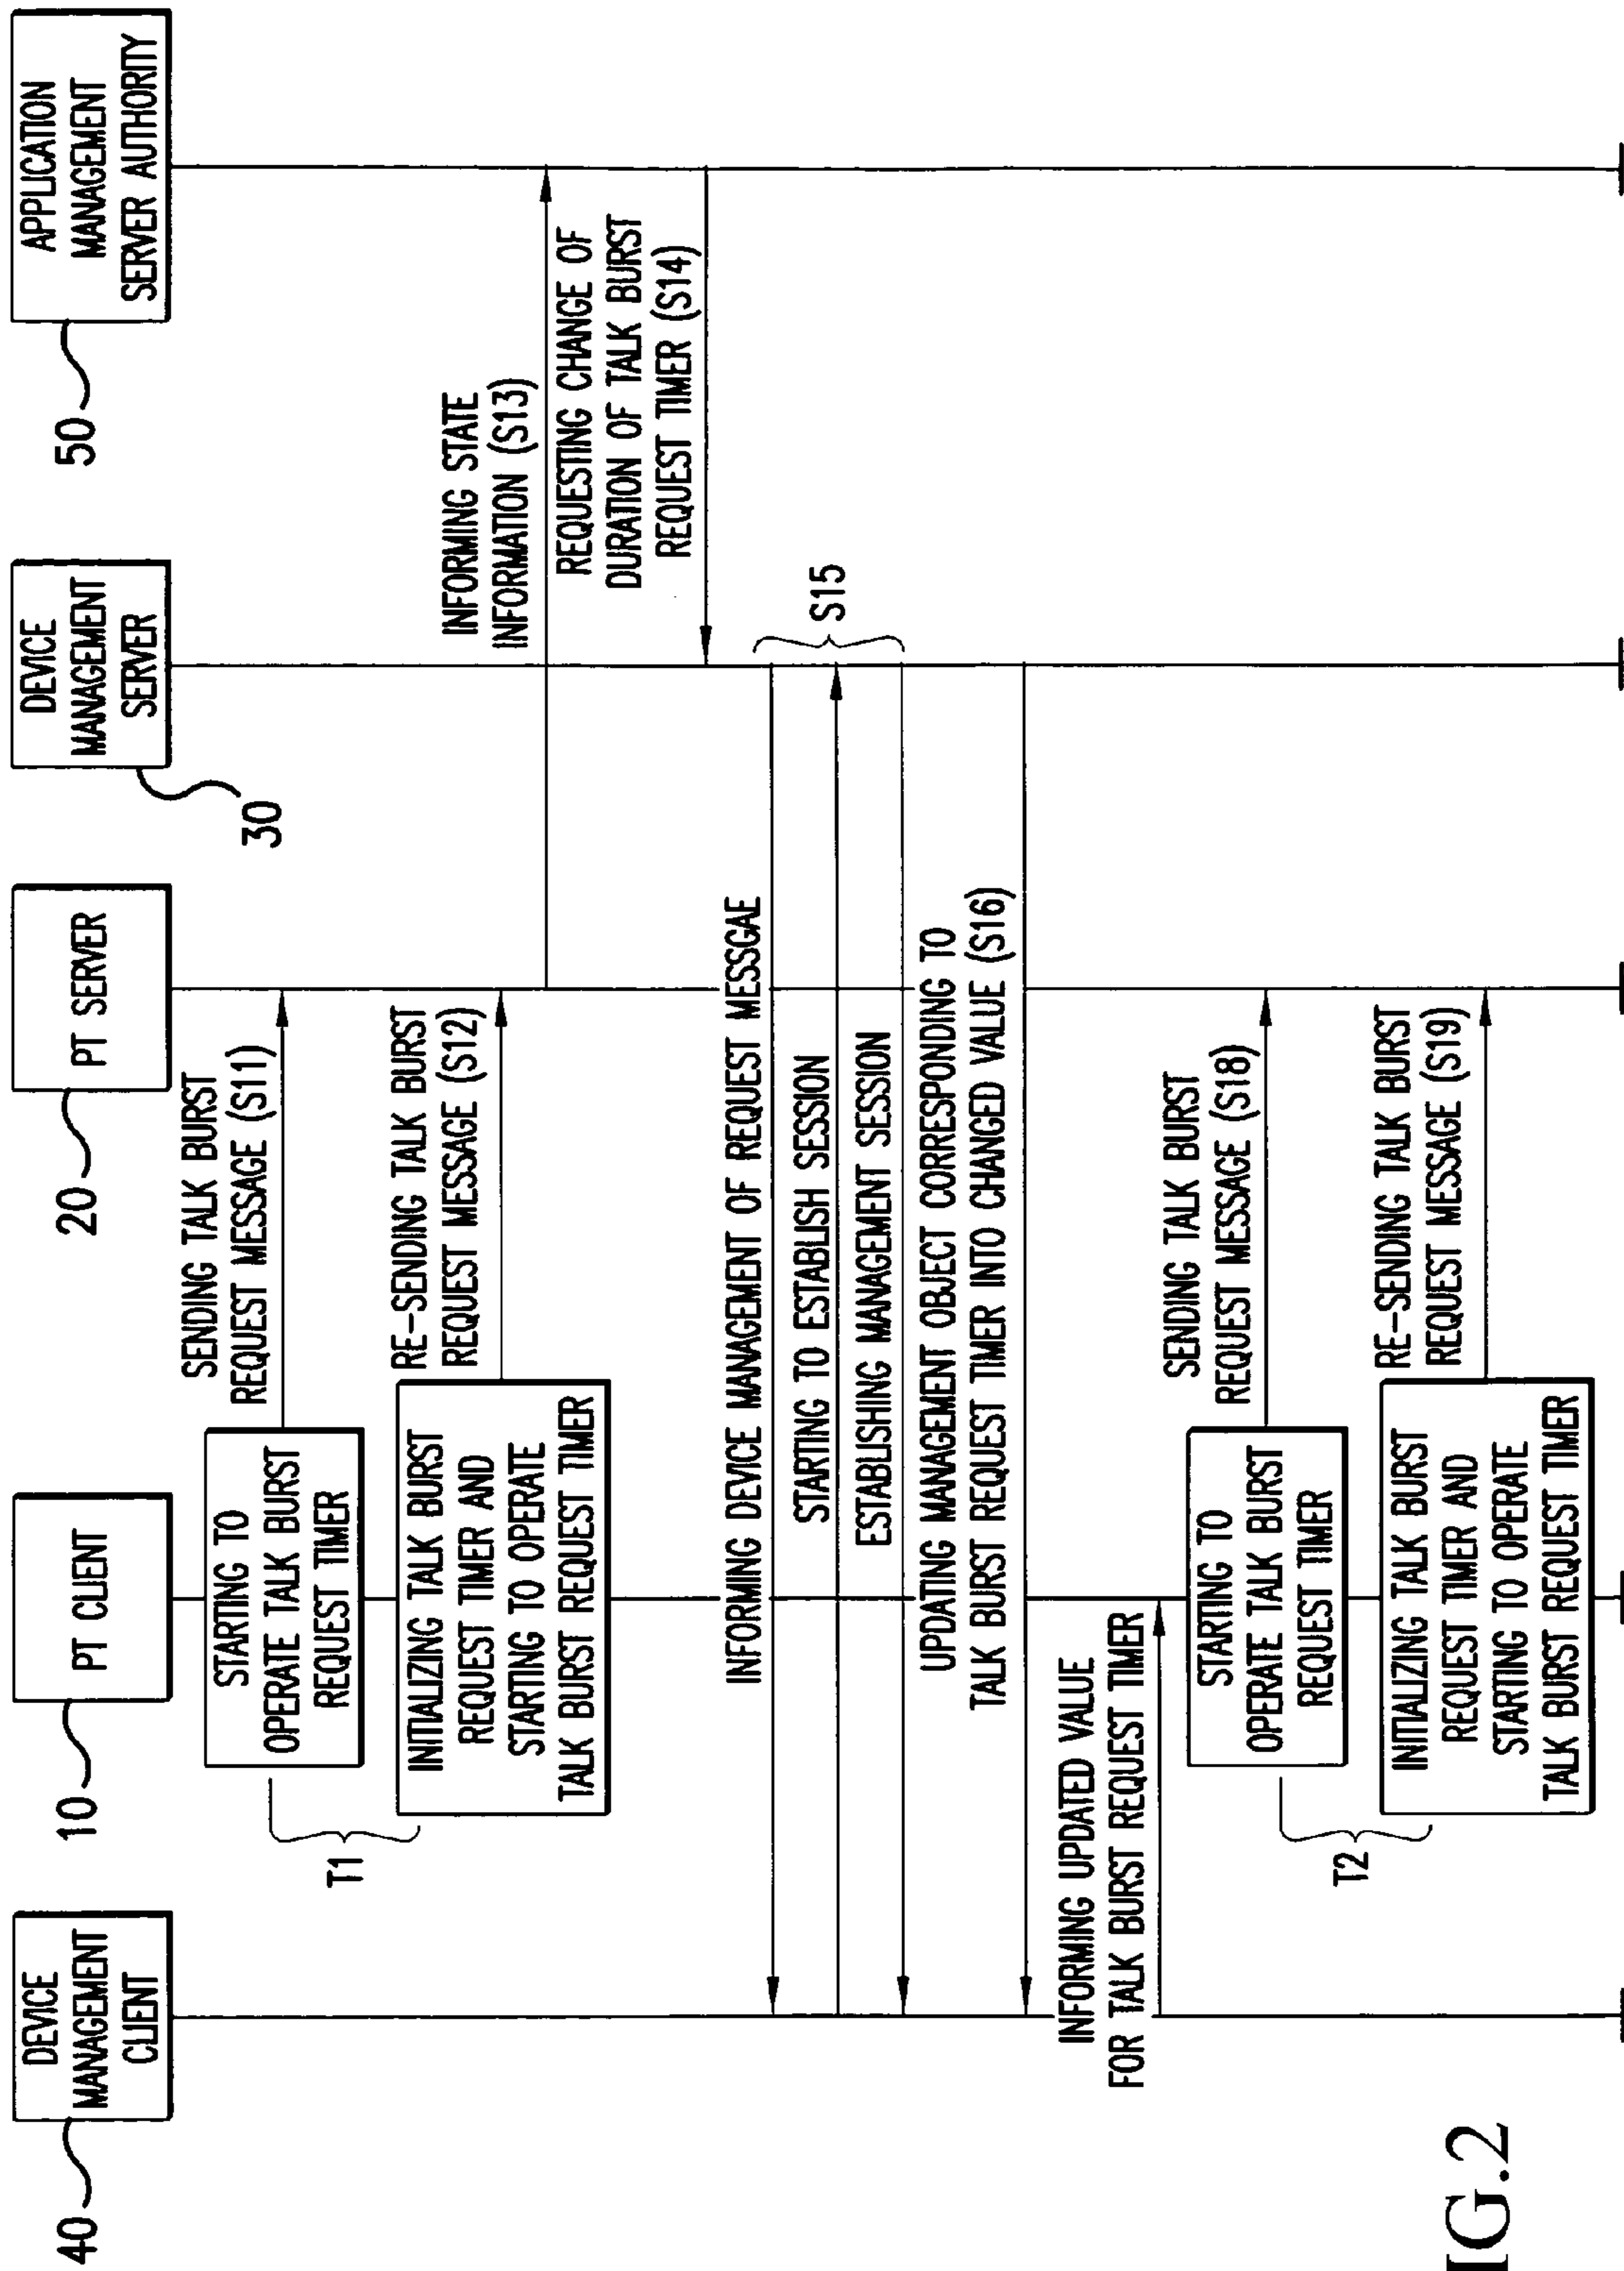 DEVICE
MANAGEMENT
CLIENT
40
PT CLIENT
10
PT SERVER
20
DEVICE
MANAGEMENT
SERVER
30
APPLICATION
MANAGEMENT
SERVER AUTHORITY
50
STARTING TO
OPERATE TALK BURST
REQUEST TIMER
SENDING TALK BURST
REQUEST MESSAGE (S11)
T1
INITIALIZING TALK BURST
REQUEST TIMER AND
STARTING TO OPERATE
TALK BURST REQUEST TIMER
RE-SENDING TALK BURST
REQUEST MESSAGE (S12)
INFORMING STATE
INFORMATION (S13)
REQUESTING CHANGE OF
DURATION OF TALK BURST
REQUEST TIMER (S14)
INFORMING DEVICE MANAGEMENT OF REQUEST MESSGAE
STARTING TO ESTABLISH SESSION
S15
ESTABLISHING MANAGEMENT SESSION
UPDATING MANAGEMENT OBJECT CORRESPONDING TO
TALK BURST REQUEST TIMER INTO CHANGED VALUE (S16)
INFORMING UPDATED VALUE
FOR TALK BURST REQUEST TIMER
STARTING TO
OPERATE TALK BURST
REQUEST TIMER
SENDING TALK BURST
REQUEST MESSAGE (S18)
T2
INITIALIZING TALK BURST
REQUEST TIMER AND
STARTING TO OPERATE
TALK BURST REQUEST TIMER
RE-SENDING TALK BURST
REQUEST MESSAGE (S19)
IG.2